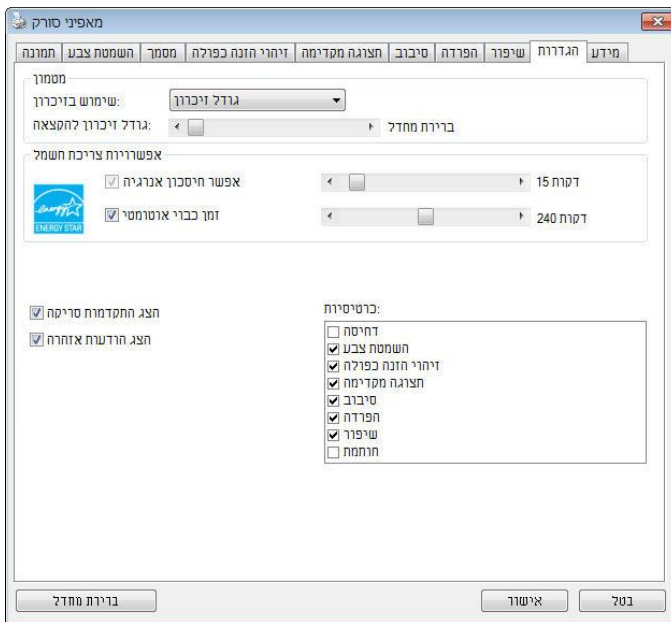 מאפיני סורק
תמונה השמטת צבע מסמך זיהוי הזנה כפולה תצוגה מקדימה סיבוב הפרדה שיפור הגדרות מידע
מטמון
שימוש בזיכרון: גודל זיכרון
גודל זיכרון להקצאה: ברירת מחדל
אפשרויות צריכת חשמל
אפשר חיסכון אנרגיה 15 דקות
זמן כבוי אוטומטי 240 דקות
energy
ENERGY STAR
הצג התקדמות סריקה
הצג הודעות אזהרה
כרטיסיות:
דחיסה
השמטת צבע
זיהוי הזנה כפולה
תצוגה מקדימה
סיבוב
הפרדה
שיפור
חותמת
ברירת מחדל אישור בטל